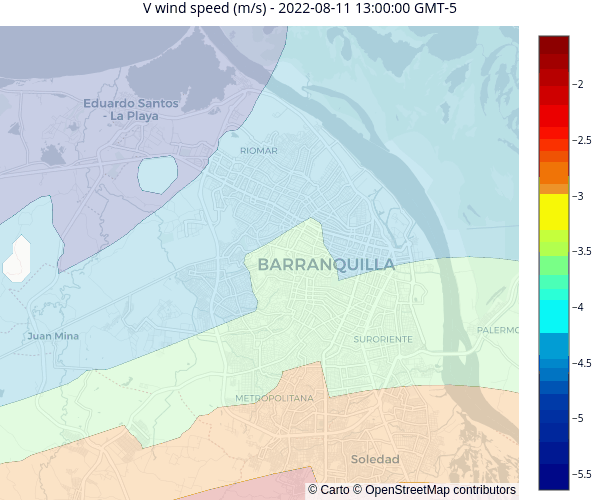 V wind speed (m/s) - 2022-08-11 13:00:00 GMT-5
Eduardo Santos
- La Playa
RIOMAR
BARRANQUILLA
Juan Mina
SURORIENTE
PALERMO
METROPOLITANA
Soledad
−2
−2.5
−3
−3.5
−4
−4.5
−5
−5.5
© Carto © OpenStreetMap contributors